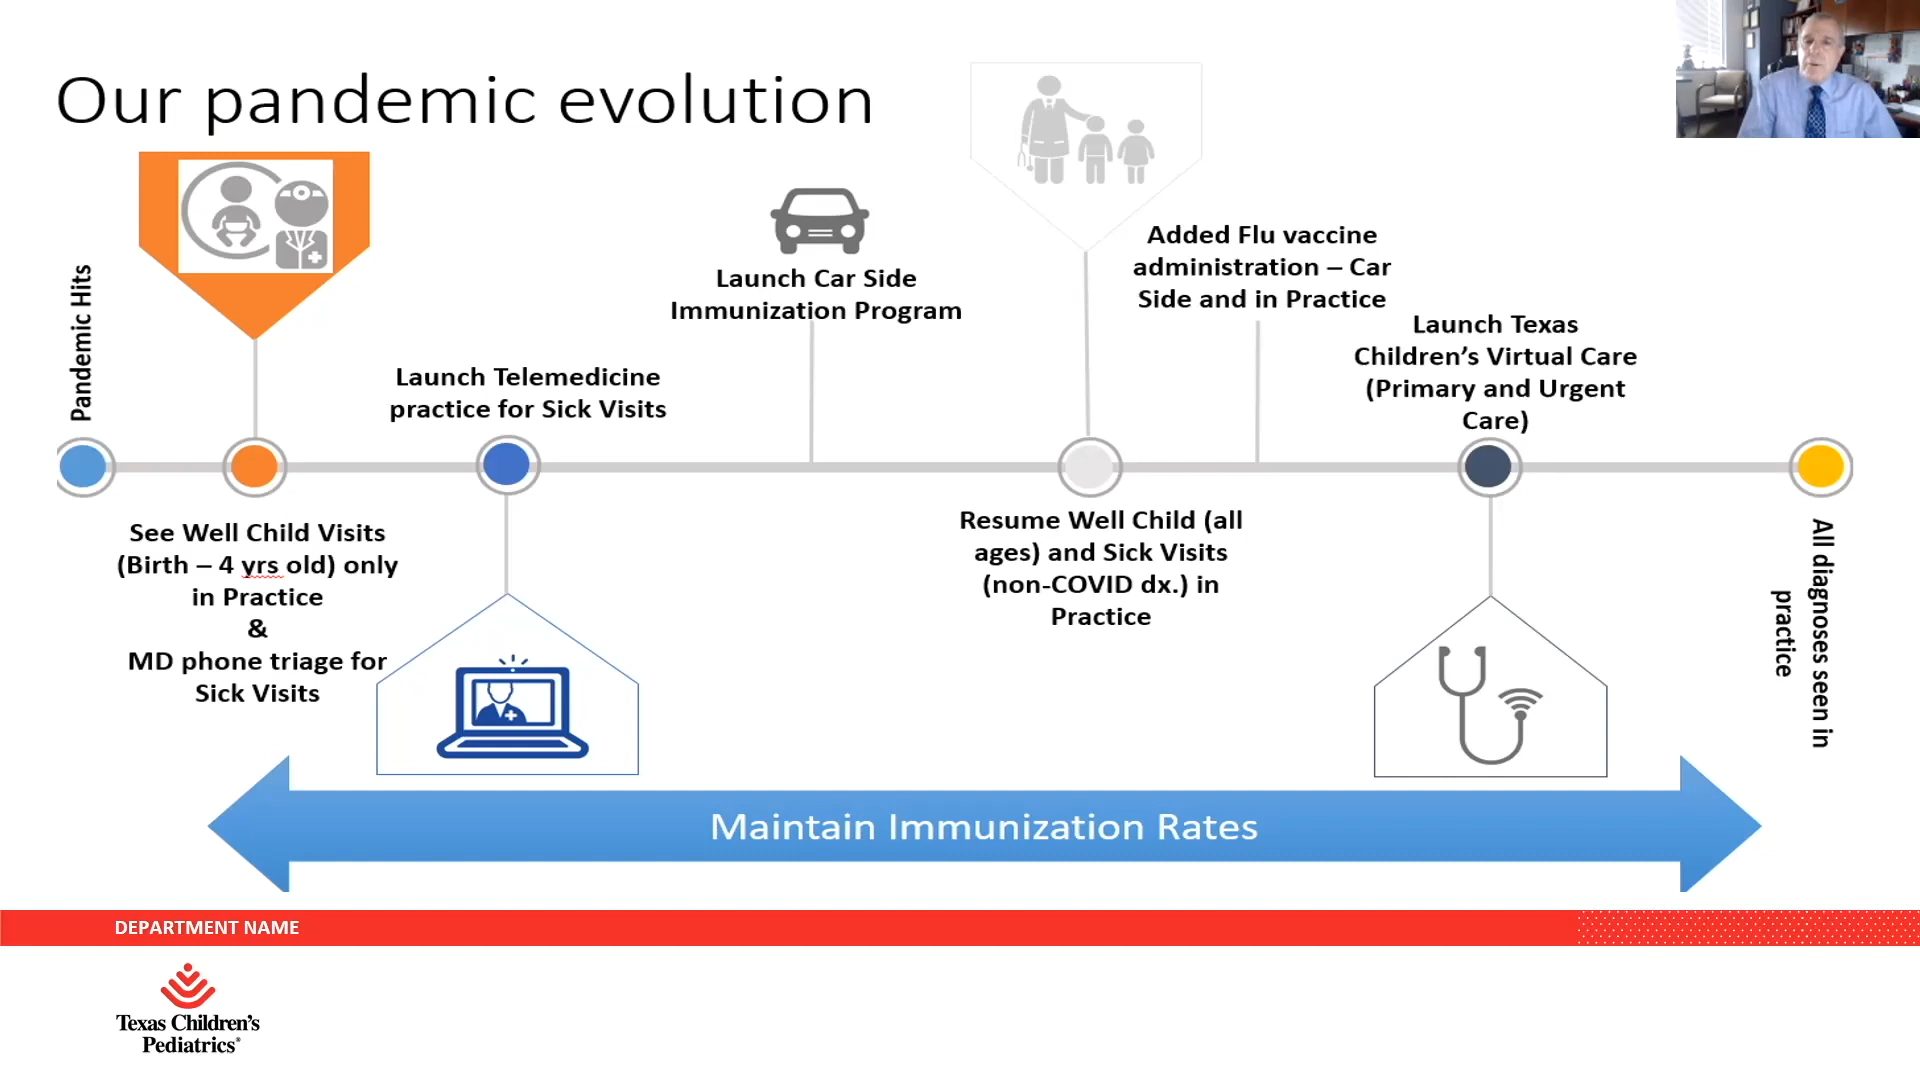 Our pandemic evolution
Pandemic Hits
See Well Child Visits
(Birth – 4 yrs old) only
in Practice
&
MD phone triage for
Sick Visits
Launch Telemedicine
practice for Sick Visits
Launch Car Side
Immunization Program
Resume Well Child (all
ages) and Sick Visits
(non-COVID dx.) in
Practice
Added Flu vaccine
administration – Car
Side and in Practice
Launch Texas
Children’s Virtual Care
(Primary and Urgent
Care)
All diagnoses seen in
practice
Maintain Immunization Rates
DEPARTMENT NAME
Texas Children’s
Pediatrics®